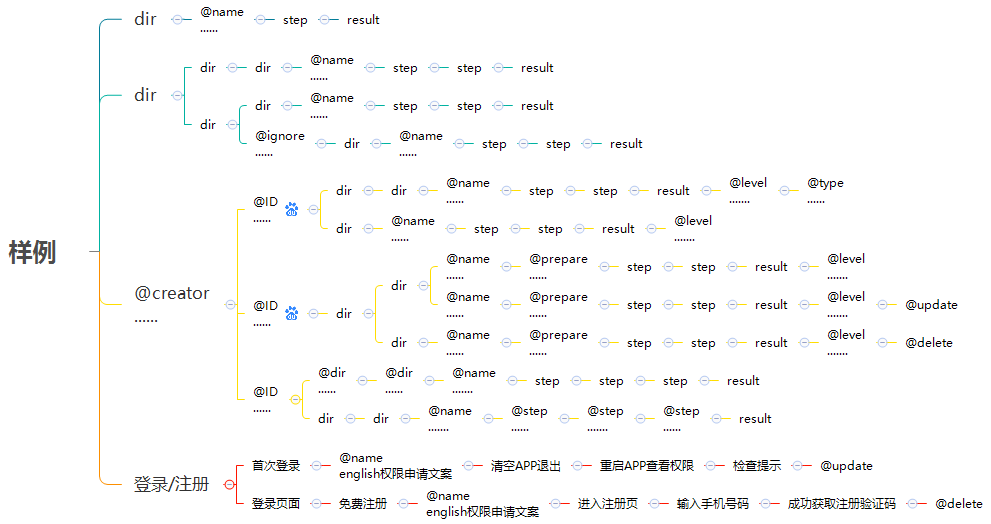 样例
dir
@name
......
step
result
dir
dir
dir
@name
......
step
step
result
dir
dir
@name
......
step
step
result
@ignore
......
dir
@name
......
step
step
result
@creator
......
@ID
......
dir
dir
@name
......
step
step
result
@level
.......
@type
......
dir
@name
......
step
step
result
@level
.......
@ID
......
dir
dir
@name
......
@prepare
......
step
step
result
@level
.......
@name
......
@prepare
......
step
step
result
@level
.......
@update
dir
@name
......
@prepare
......
step
step
result
@level
.......
@delete
@ID
......
@dir
......
@dir
......
@name
.......
step
step
step
result
dir
dir
@name
.......
@step
......
@step
.......
@step
......
result
登录/注册
首次登录
@name
english权限申请文案
清空APP退出
重启APP查看权限
检查提示
@update
登录页面
免费注册
@name
english权限申请文案
进入注册页
输入手机号码
成功获取注册验证码
@delete